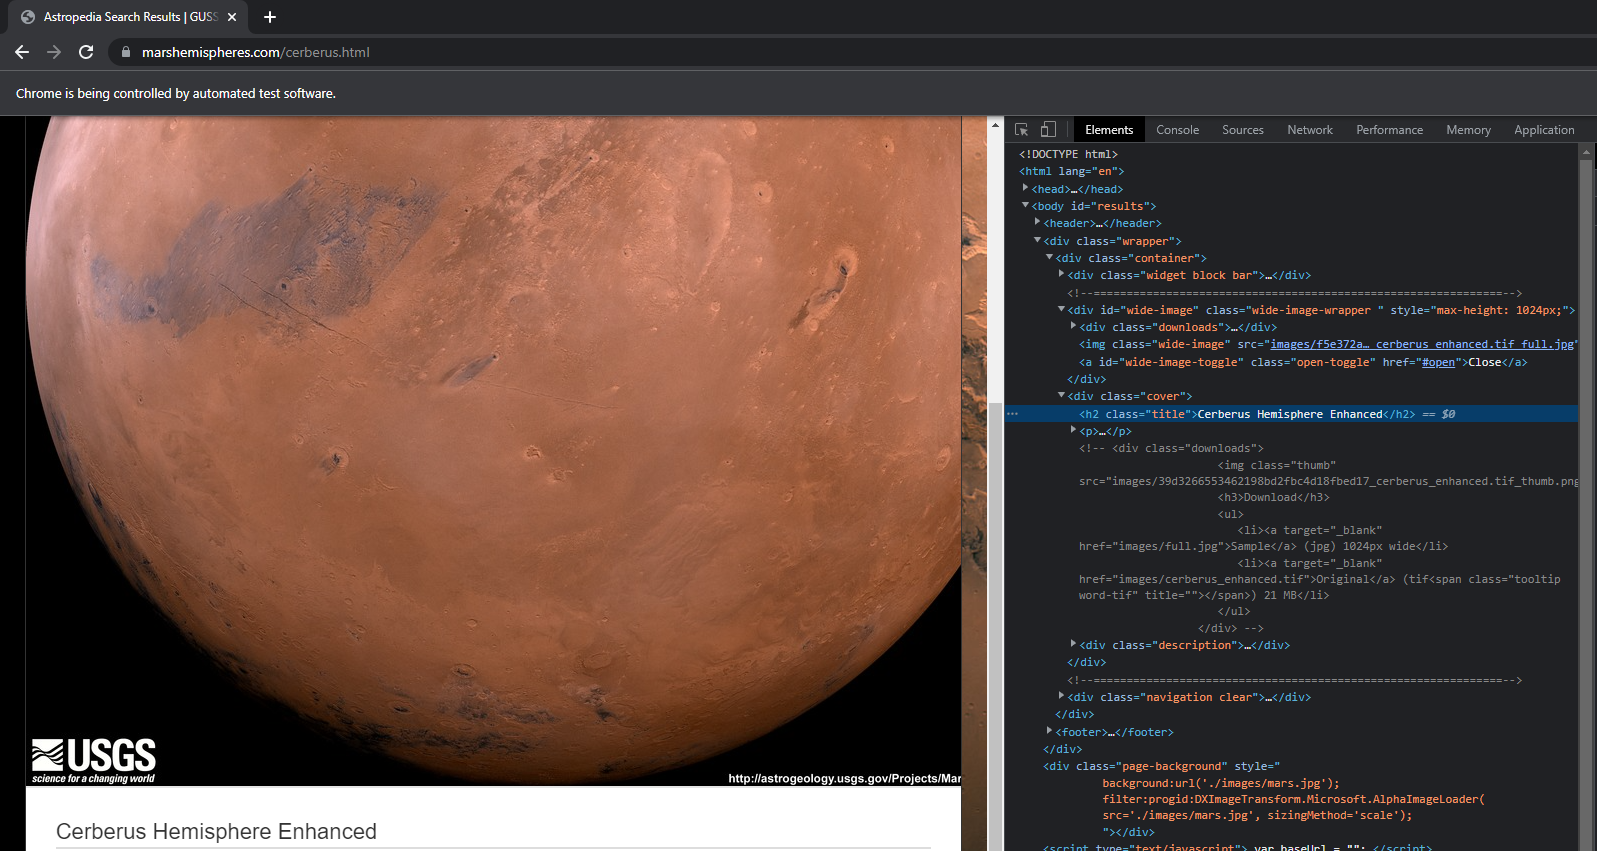 Astropedia Search Results | GUSS
marshemispheres.com/cerberus.html
Chrome is being controlled by automated test software.
USGS
science for a changing world
http://astrogeology.usgs.gov/Projects/Mar
Cerberus Hemisphere Enhanced
Elements Console Sources Network Performance Memory Application
<!DOCTYPE html>
<html lang="en">
<head>…</head>
<body id="results">
<header>…</header>
<div class="wrapper">
<div class="container">
<div class="widget block bar">…</div>
<!--==============================================================-->
<div id="wide-image" class="wide-image-wrapper " style="max-height: 1024px;">
<div class="downloads">…</div>
<img class="wide-image" src="images/f5e372a…_cerberus_enhanced.tif_full.jpg"
<a id="wide-image-toggle" class="open-toggle" href="#open">Close</a>
</div>
<div class="cover">
<h2 class="title">Cerberus Hemisphere Enhanced</h2> == $0
<p>…</p>
<!-- <div class="downloads">
<img class="thumb"
src="images/39d3266553462198bd2fbc4d18fbed17_cerberus_enhanced.tif_thumb.png
<h3>Download</h3>
<ul>
<li><a target="_blank"
href="images/full.jpg">Sample</a> (jpg) 1024px wide</li>
<li><a target="_blank"
href="images/cerberus_enhanced.tif">Original</a> (tif<span class="tooltip
word-tif" title=""></span>) 21 MB</li>
</ul>
</div> -->
<div class="description">…</div>
</div>
<!--==============================================================-->
<div class="navigation clear">…</div>
</div>
<footer>…</footer>
</div>
<div class="page-background" style="
background:url('./images/mars.jpg');
filter:progid:DXImageTransform.Microsoft.AlphaImageLoader(
src='./images/mars.jpg', sizingMethod='scale');
"></div>
<script type="text/javascript"> var baseUrl = ""; </script>